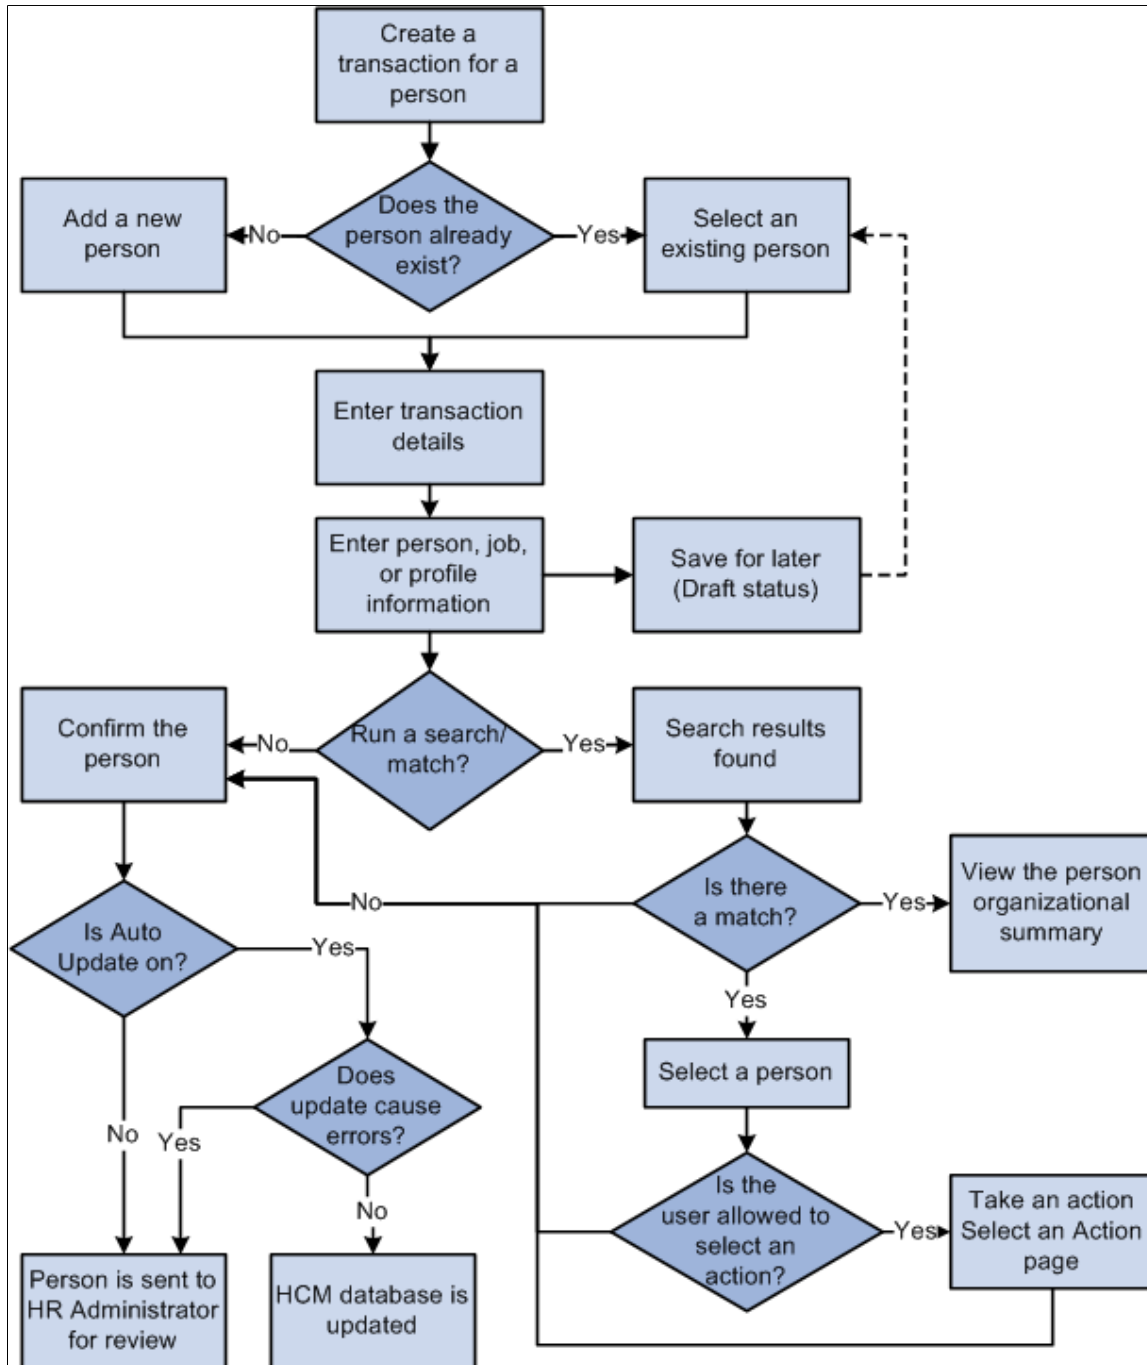 Create a
transaction for a
person
Does the
person already
exist?
No
Yes
Add a new
person
Select an
existing person
Enter transaction
details
Enter person, job,
or profile
information
Save for later
(Draft status)
Run a search/
match?
No
Yes
Confirm the
person
Search results
found
Is there
a match?
No
Yes
View the person
organizational
summary
Yes
Is Auto
Update on?
Yes
No
Select a person
Does
update cause
errors?
Yes
No
Is the
user allowed to
select an
action?
Yes
Take an action
Select an Action
page
Person is sent to
HR Administrator
for review
HCM database is
updated